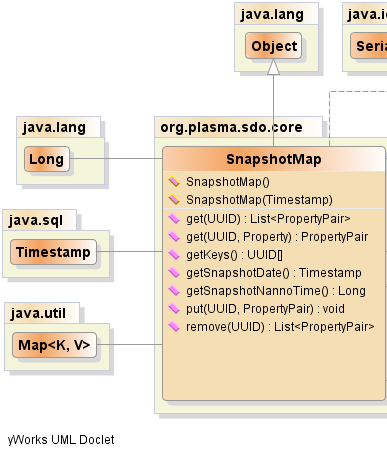 java.lang
Object
java.i
Seria
java.lang
Long
org.plasma.sdo.core
SnapshotMap
SnapshotMap()
SnapshotMap(Timestamp)
get(UUID) : List<PropertyPair>
get(UUID, Property) : PropertyPair
getKeys() : UUID[]
getSnapshotDate() : Timestamp
getSnapshotNannoTime() : Long
put(UUID, PropertyPair) : void
remove(UUID) : List<PropertyPair>
java.sql
Timestamp
java.util
Map<K, V>
yWorks UML Doclet